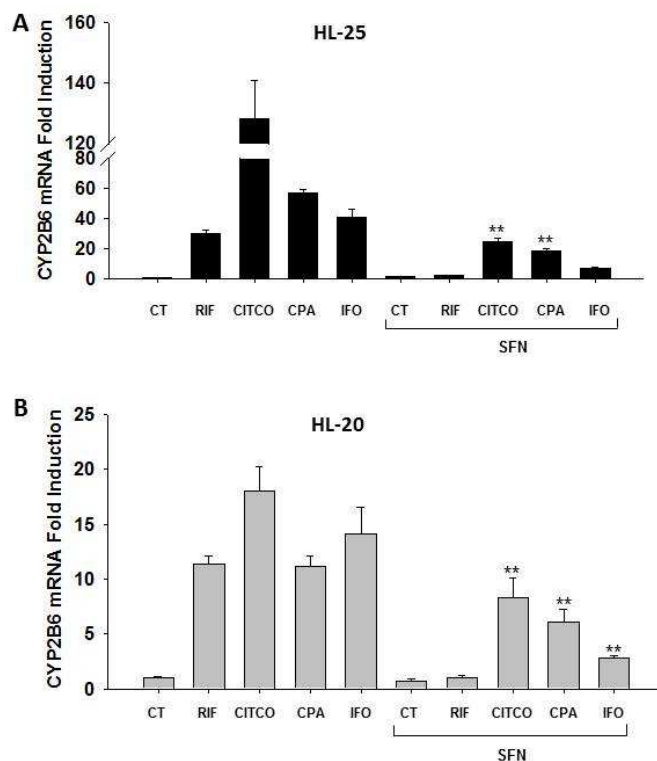 A
HL-25
CYP2B6 mRNA Fold Induction
160
140
120
80
60
40
20
0
**
**
CT RIF CITCO CPA IFO CT RIF CITCO CPA IFO
SFN
B
HL-20
CYP2B6 mRNA Fold Induction
25
20
15
10
5
0
**
**
**
CT RIF CITCO CPA IFO CT RIF CITCO CPA IFO
SFN